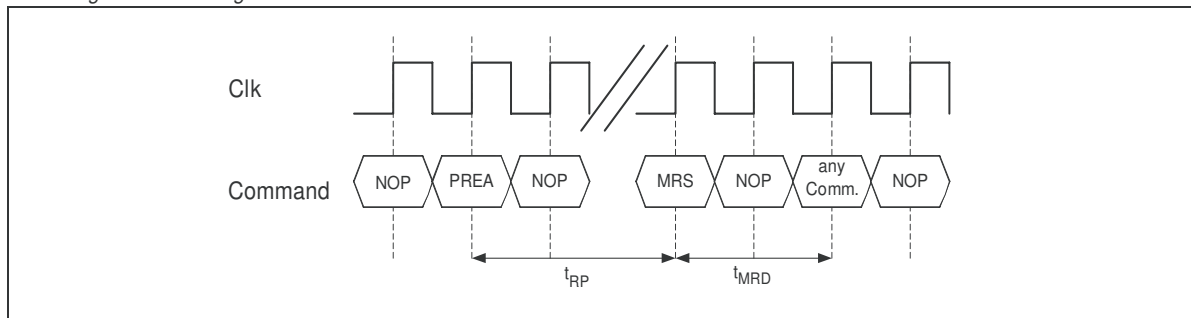 Clk
Command
NOP
PREA
NOP
MRS
NOP
any
Comm.
NOP
tRP
tMRD